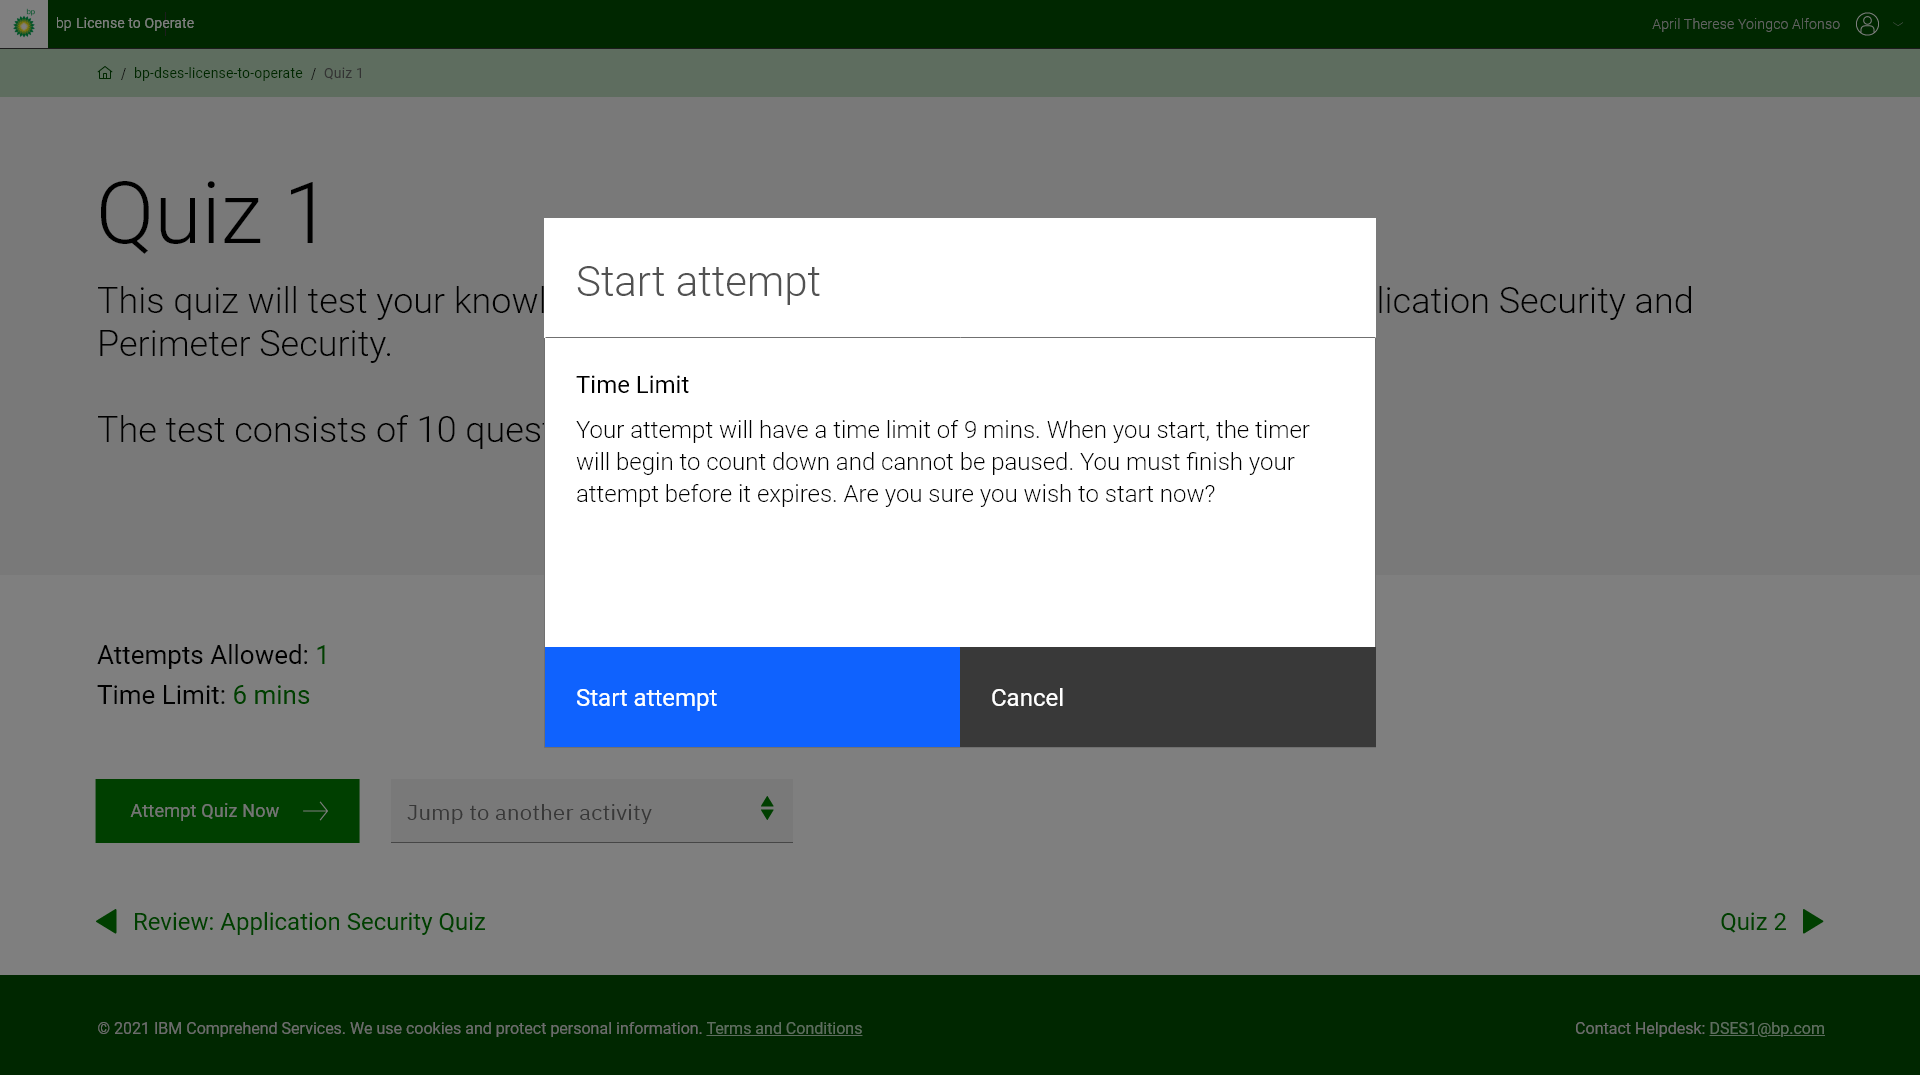 bp
bp License to Operate
April Therese Yoingco Alfonso
/ bp-dses-license-to-operate / Quiz 1
Quiz 1
This quiz will test your
lication Security and
Perimeter Security.
The test consists of 10
Start attempt
Time Limit
Your attempt will have a time limit of 9 mins. When you start, the timer
will begin to count down and cannot be paused. You must finish your
attempt before it expires. Are you sure you wish to start now?
Start attempt
Cancel
Attempts Allowed: 1
Time Limit: 6 mins
Attempt Quiz Now
Jump to another activity
Review: Application Security Quiz
Quiz 2
© 2021 IBM Comprehend Services. We use cookies and protect personal information. Terms and Conditions
Contact Helpdesk: DSES1@bp.com